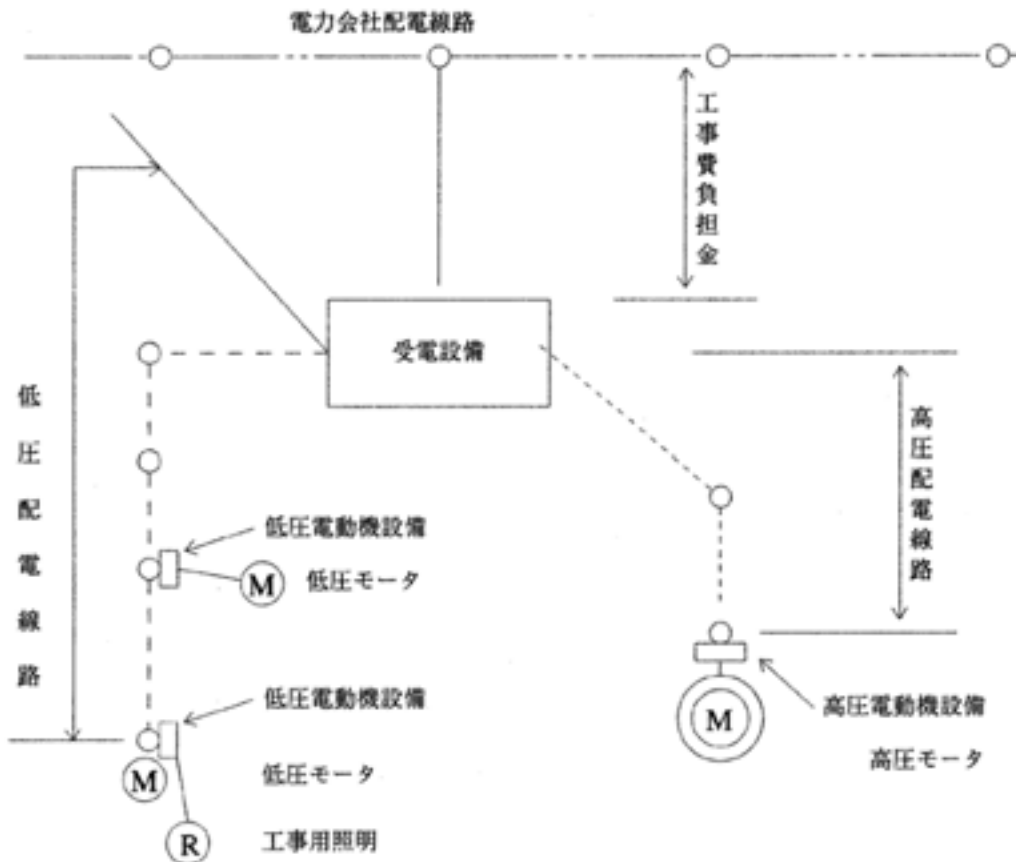 電力会社配電線路
工事費負担金
受電設備
低圧配電線路
高圧配電線路
低圧電動機設備
M
低圧モータ
低圧電動機設備
M
高圧電動機設備
高圧モータ
M
低圧モータ
R
工事用照明